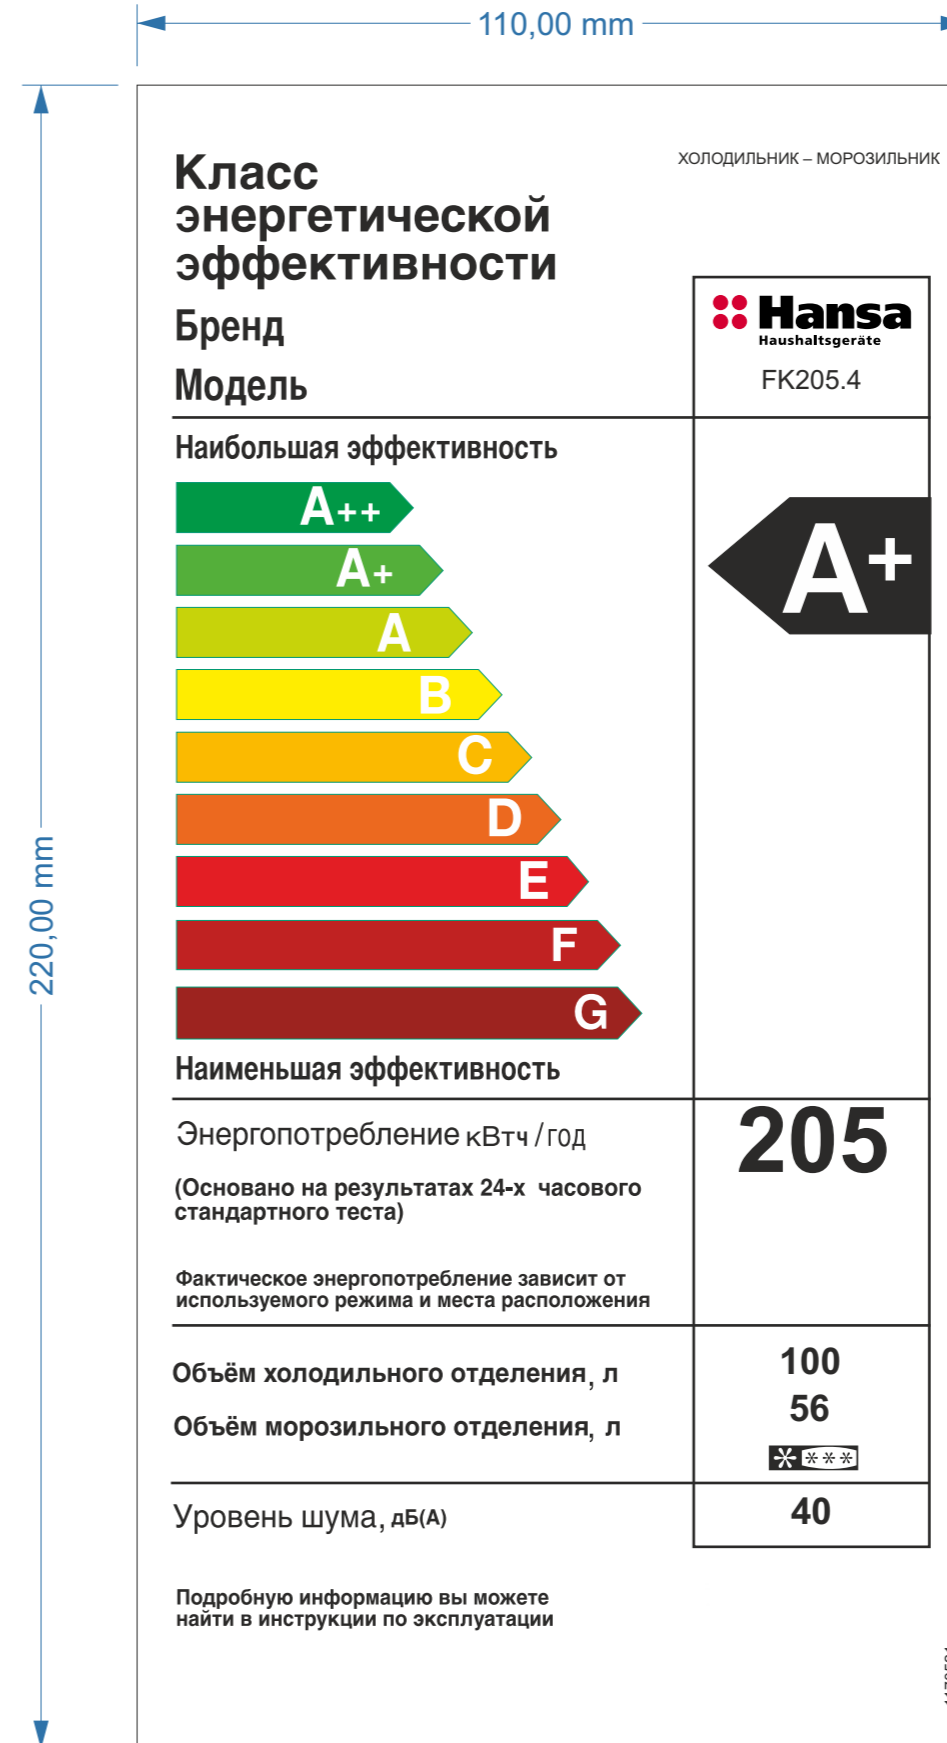 110,00 mm
220,00 mm
ХОЛОДИЛЬНИК – МОРОЗИЛЬНИК
Класс
энергетической
эффективности
Бренд
Hansa
Haushaltsgeräte
Модель
FK205.4
Наибольшая эффективность
A++
A+
A+
A
B
C
D
E
F
G
Наименьшая эффективность
Энергопотребление кВтч/год
205
(Основано на результатах 24-х часового
стандартного теста)
Фактическое энергопотребление зависит от
используемого режима и места расположения
Объём холодильного отделения, л
100
Объём морозильного отделения, л
56
Уровень шума, дБ(А)
40
Подробную информацию вы можете
найти в инструкции по эксплуатации